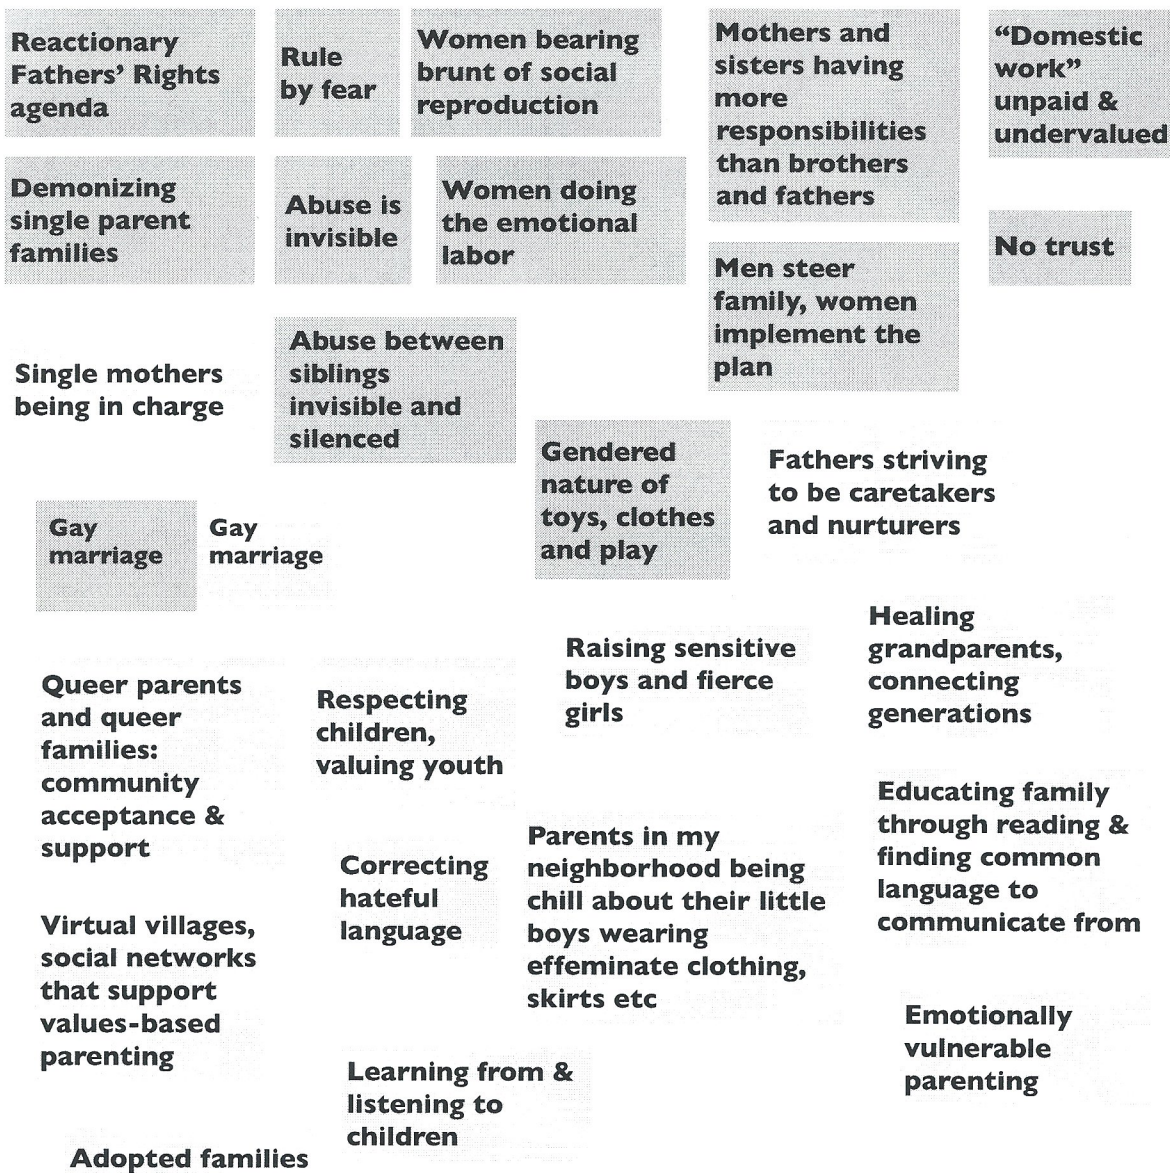 Reactionary
Fathers’ Rights
agenda
Rule
by fear
Women bearing
brunt of social
reproduction
Mothers and
sisters having
more
responsibilities
than brothers
and fathers
“Domestic
work”
unpaid &
undervalued
Demonizing
single parent
families
Abuse is
invisible
Women doing
the emotional
labor
No trust
Men steer
family, women
implement the
plan
Single mothers
being in charge
Abuse between
siblings
invisible and
silenced
Gendered
nature of
toys, clothes
and play
Fathers striving
to be caretakers
and nurturers
Gay
marriage
Gay
marriage
Healing
grandparents,
connecting
generations
Raising sensitive
boys and fierce
girls
Queer parents
and queer
families:
community
acceptance &
support
Respecting
children,
valuing youth
Educating family
through reading &
finding common
language to
communicate from
Parents in my
neighborhood being
chill about their little
boys wearing
effeminate clothing,
skirts etc
Correcting
hateful
language
Virtual villages,
social networks
that support
values-based
parenting
Emotionally
vulnerable
parenting
Learning from &
listening to
children
Adopted families